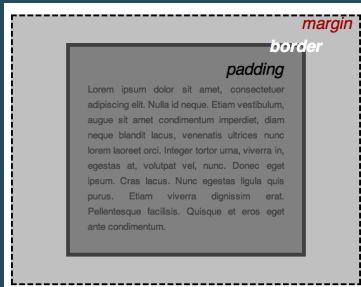 margin
border
padding
Lorem ipsum dolor sit amet, consectetuer
adipiscing elit. Nulla id neque. Etiam vestibulum,
augue sit amet condimentum imperdiet, diam
neque blandit lacus, venenatis ultrices nunc
lorem laoreet orci. Integer tortor urna, viverra in,
egestas at, volutpat vel, nunc. Donec eget
ipsum. Cras lacus. Nunc egestas ligula quis
purus. Etiam viverra dignissim erat.
Pellentesque facilisis. Quisque et eros eget
ante condimentum.